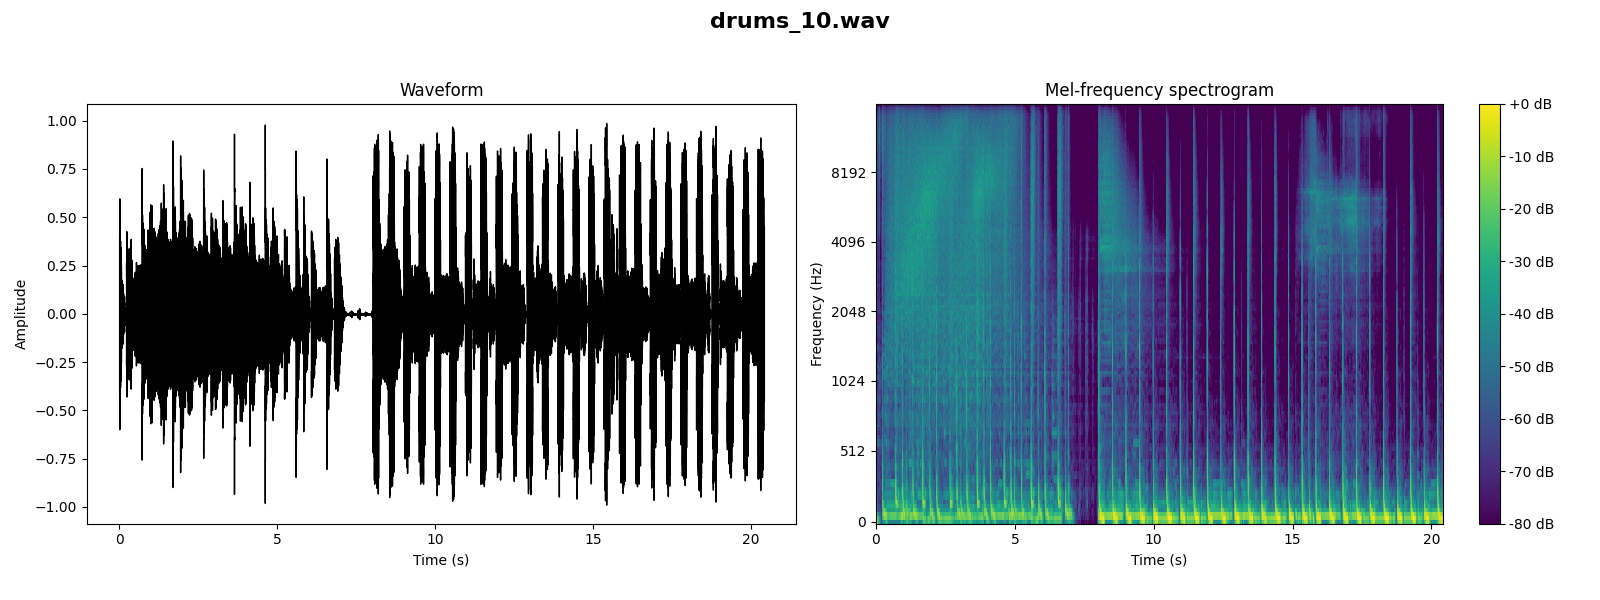 drums_10.wav
Waveform
Amplitude
1.00
0.75
0.50
0.25
0.00
−0.25
−0.50
−0.75
−1.00
0 5 10 15 20
Time (s)
Mel-frequency spectrogram
Frequency (Hz)
8192
4096
2048
1024
512
0
0 5 10 15 20
Time (s)
+0 dB
-10 dB
-20 dB
-30 dB
-40 dB
-50 dB
-60 dB
-70 dB
-80 dB